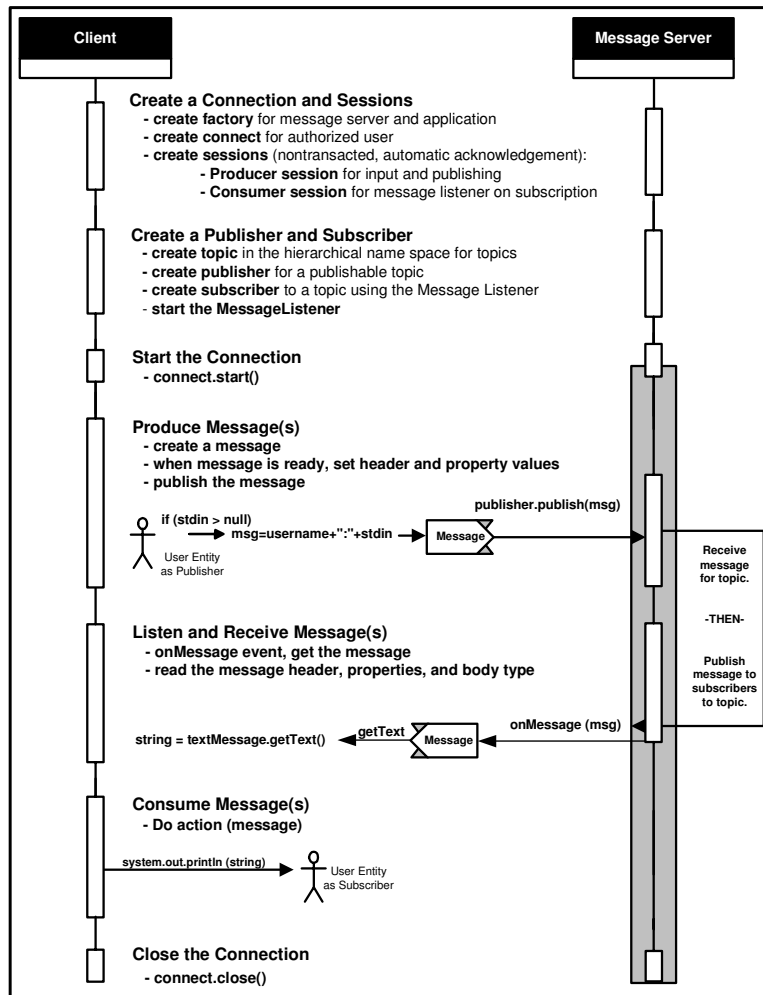 Client
Message Server
Create a Connection and Sessions
- create factory for message server and application
- create connect for authorized user
- create sessions (nontransacted, automatic acknowledgement):
- Producer session for input and publishing
- Consumer session for message listener on subscription
Create a Publisher and Subscriber
- create topic in the hierarchical name space for topics
- create publisher for a publishable topic
- create subscriber to a topic using the Message Listener
- start the MessageListener
Start the Connection
- connect.start()
Produce Message(s)
- create a message
- when message is ready, set header and property values
- publish the message
if (stdin > null)
msg=username+":"+stdin
Message
publisher.publish(msg)
User Entity
as Publisher
Receive
message
for topic.
-THEN-
Publish
message to
subscribers
to topic.
Listen and Receive Message(s)
- onMessage event, get the message
- read the message header, properties, and body type
string = textMessage.getText()
getText
Message
onMessage (msg)
Consume Message(s)
- Do action (message)
system.out.println (string)
User Entity
as Subscriber
Close the Connection
- connect.close()